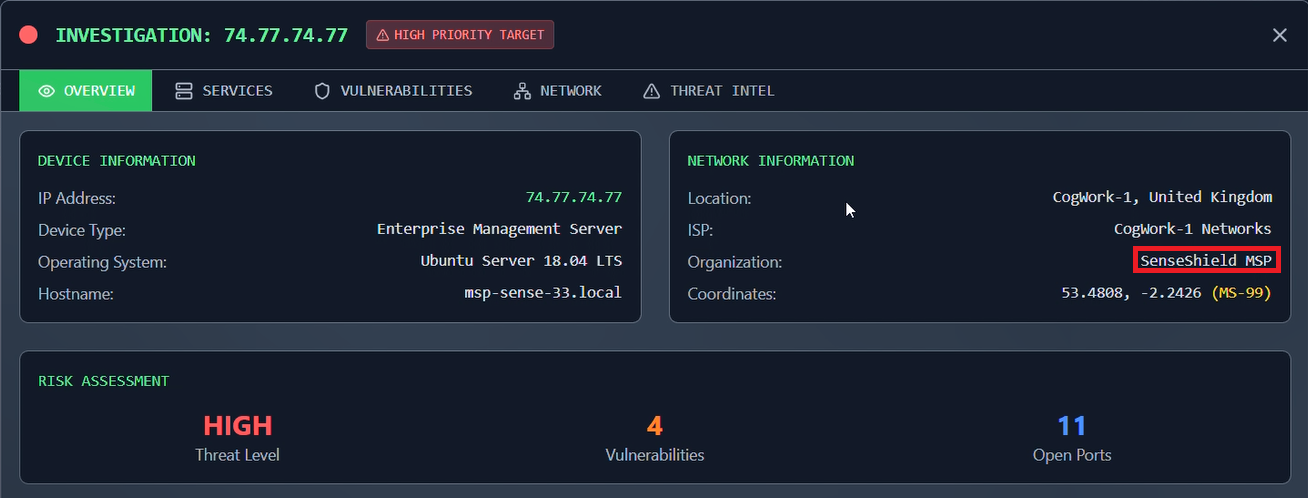 INVESTIGATION: 74.77.74.77 HIGH PRIORITY TARGET
OVERVIEW SERVICES VULNERABILITIES NETWORK THREAT INTEL
DEVICE INFORMATION
IP Address: 74.77.74.77
Device Type: Enterprise Management Server
Operating System: Ubuntu Server 18.04 LTS
Hostname: msp-sense-33.local
NETWORK INFORMATION
Location: CogWork-1, United Kingdom
ISP: CogWork-1 Networks
Organization: SenseShield MSP
Coordinates: 53.4808, -2.2426 (MS-99)
RISK ASSESSMENT
HIGH 4 11
Threat Level Vulnerabilities Open Ports